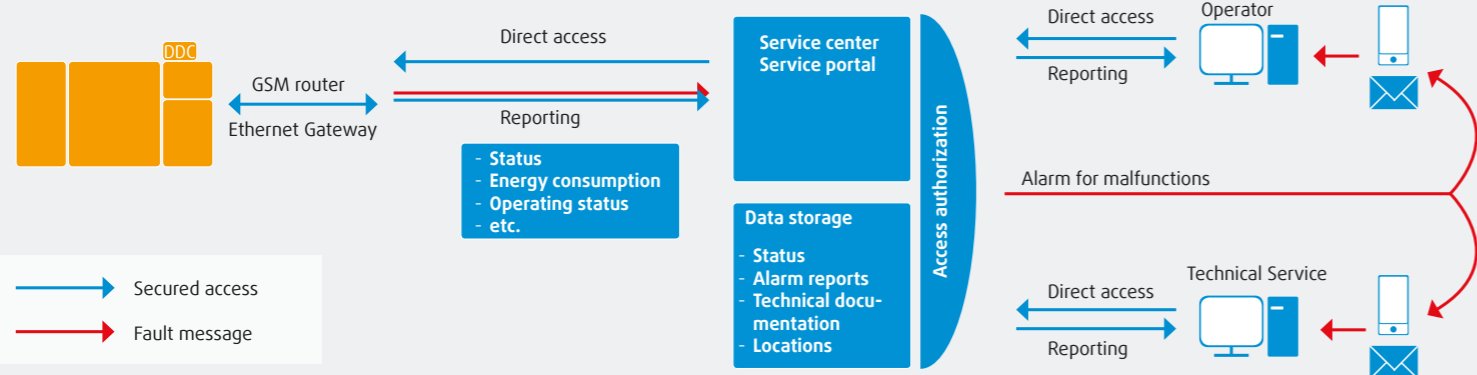 DDC
GSM router
Ethernet Gateway
Direct access
Reporting
- Status
- Energy consumption
- Operating status
- etc.
Service center
Service portal
Data storage
- Status
- Alarm reports
- Technical docu-
mentation
- Locations
Access authorization
Direct access
Reporting
Operator
Alarm for malfunctions
Technical Service
Direct access
Reporting
Secured access
Fault message